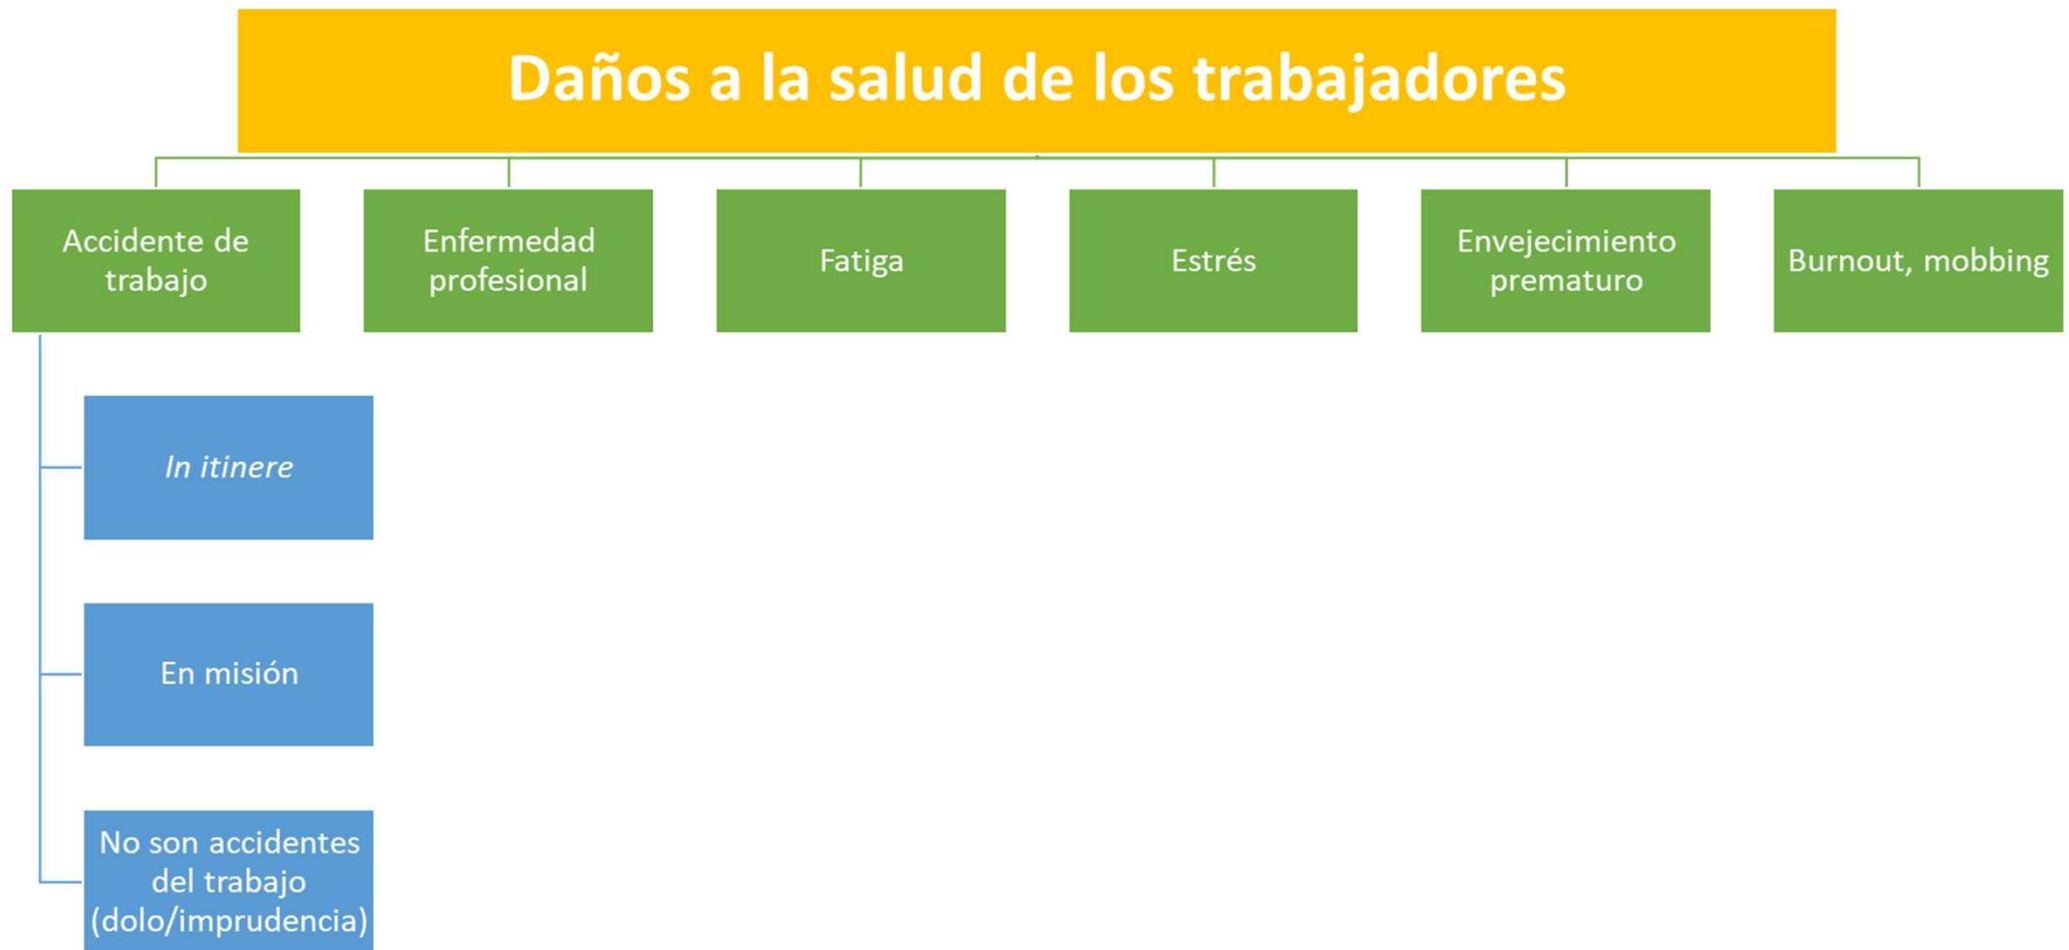 Daños a la salud de los trabajadores
Accidente de
trabajo
Enfermedad
profesional
Fatiga
Estrés
Envejecimiento
prematuro
Burnout, mobbing
In itinere
En misión
No son accidentes
del trabajo
(dolo/imprudencia)